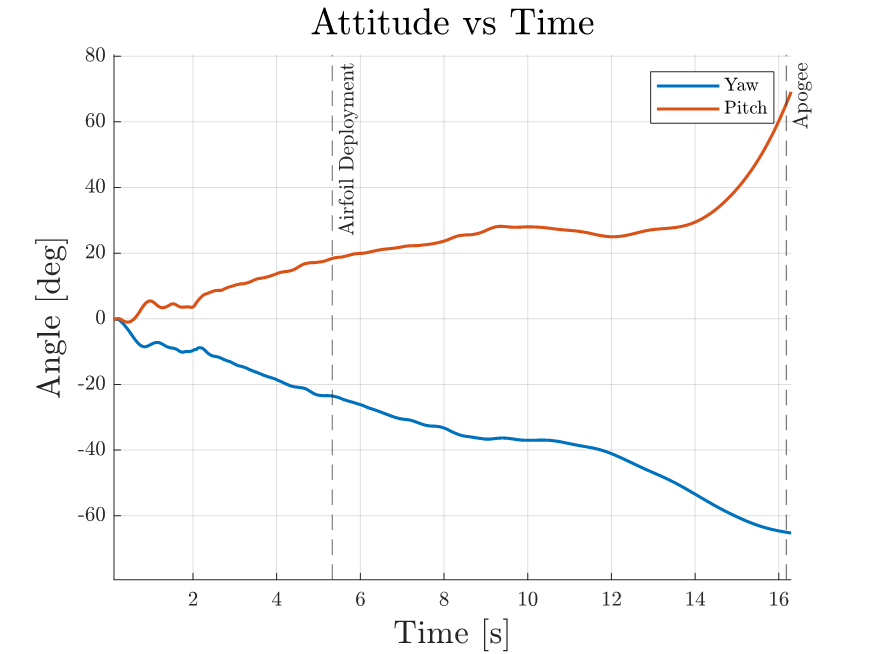 Attitude vs Time
80
60
40
20
0
-20
-40
-60
Angle [deg]
Airfoil Deployment
Yaw
Pitch
Apogee
2
4
6
8
10
12
14
16
Time [s]